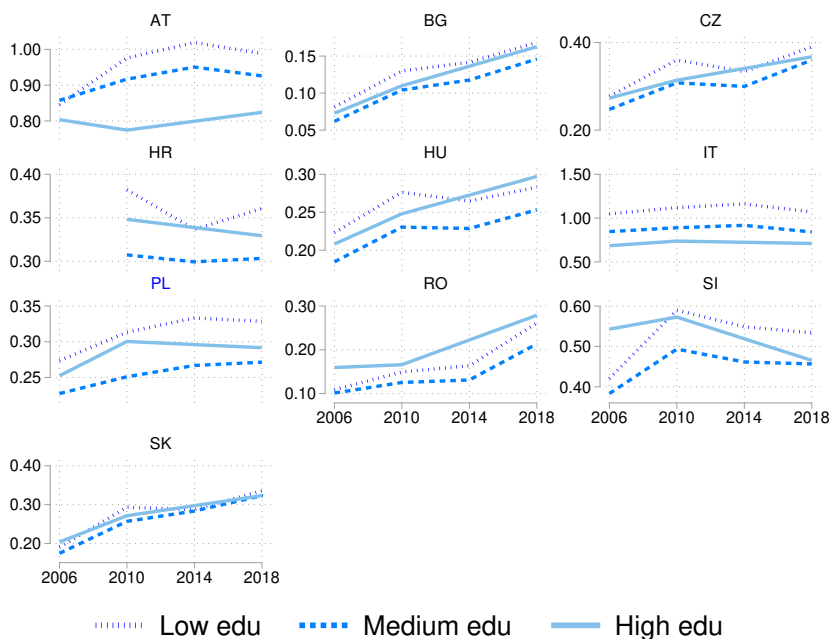 AT BG CZ
1.00 0.15 0.40
0.90 0.10
0.80 0.05 0.20
HR HU IT
0.40 0.30 1.50
0.35 0.25 1.00
0.30 0.20 0.50
PL RO SI
0.35 0.30 0.60
0.30 0.20 0.50
0.25 0.10 0.40
2006 2010 2014 2018 2006 2010 2014 2018
SK
0.40
0.30
0.20
2006 2010 2014 2018
Low edu Medium edu High edu